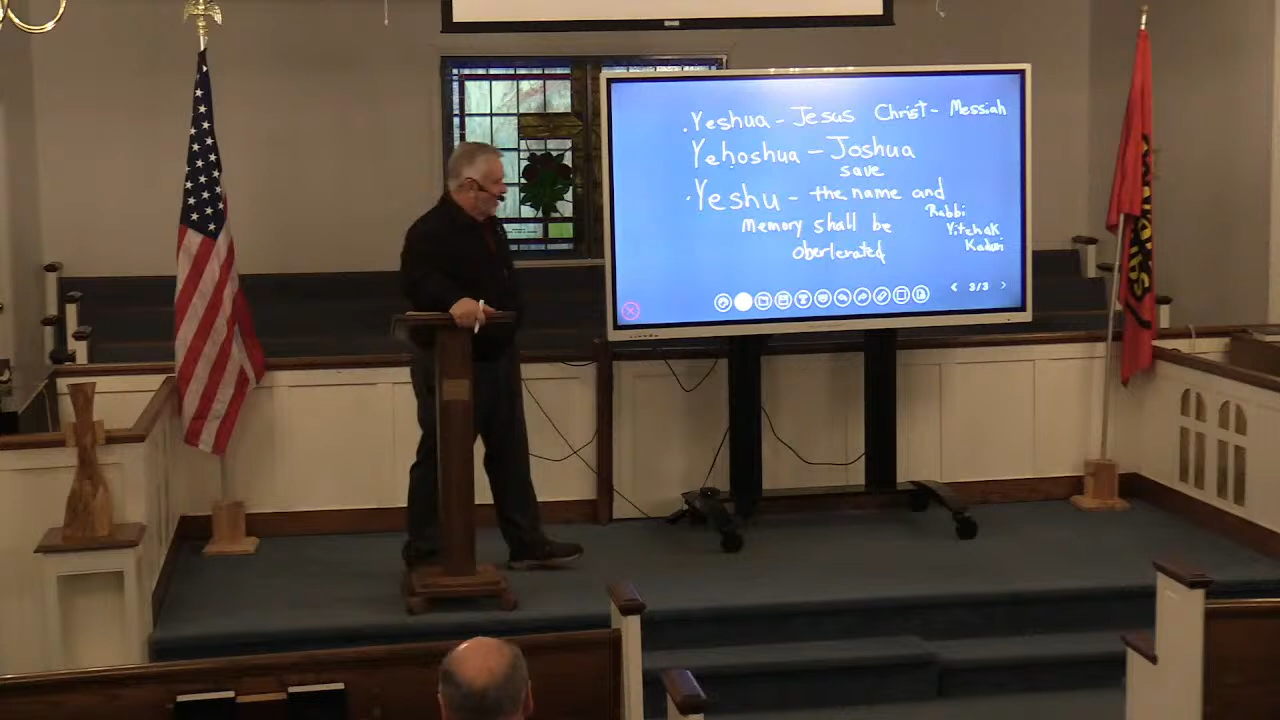 .Yeshua - Jesus Christ - Messiah
Yehoshua - Joshua
save
·Yeshu - the name and
Memory shall be
Oberlerated
Rabbi
Yitchak
Kaduri
3/3